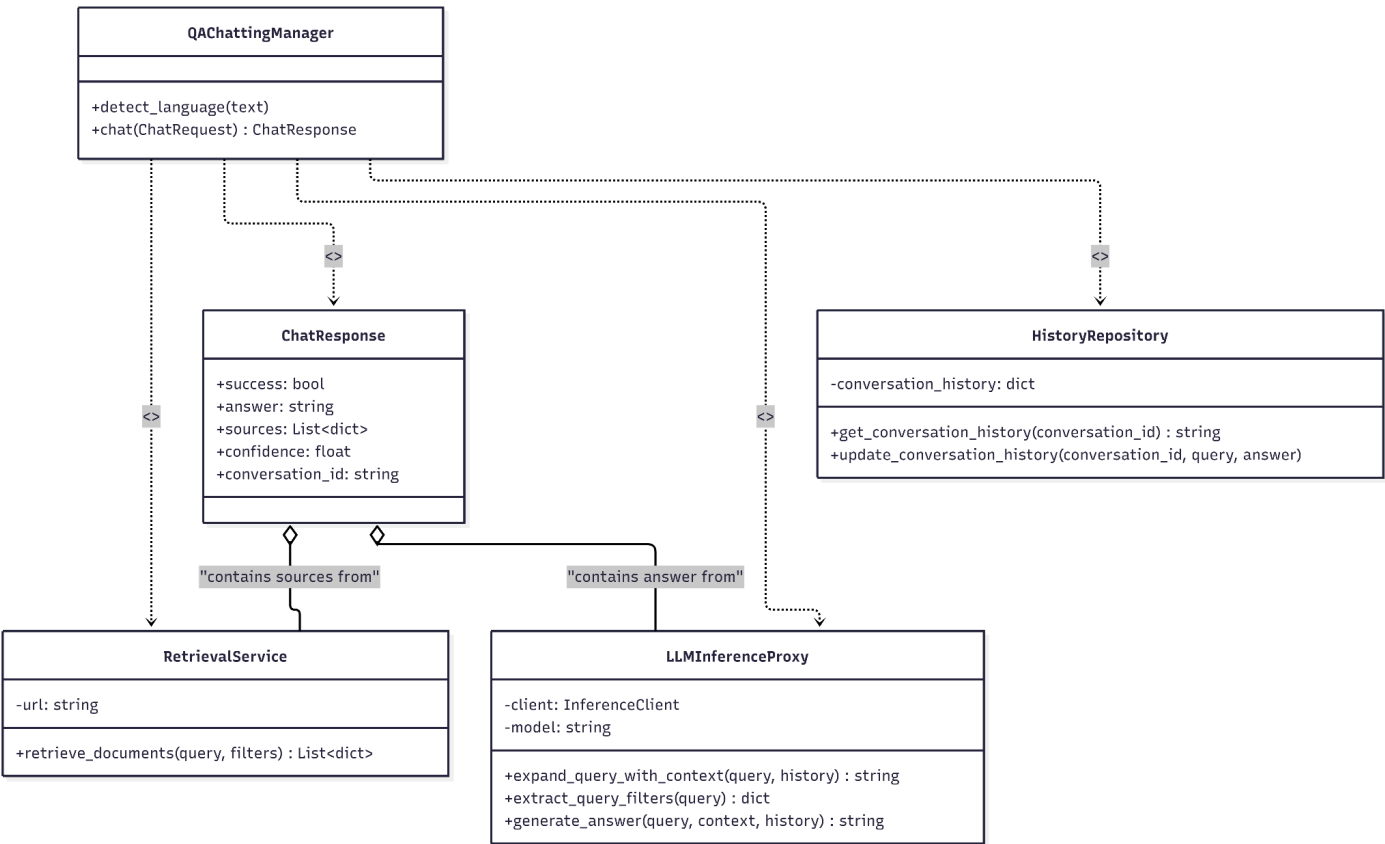 QAChattingManager
+detect_language(text)
+chat(ChatRequest) : ChatResponse
<>
<>
ChatResponse
+success: bool
+answer: string
+sources: List<dict>
+confidence: float
+conversation_id: string
HistoryRepository
-conversation_history: dict
+get_conversation_history(conversation_id) : string
+update_conversation_history(conversation_id, query, answer)
<>
<>
"contains sources from"
"contains answer from"
RetrievalService
-url: string
+retrieve_documents(query, filters) : List<dict>
LLMInferenceProxy
-client: InferenceClient
-model: string
+expand_query_with_context(query, history) : string
+extract_query_filters(query) : dict
+generate_answer(query, context, history) : string